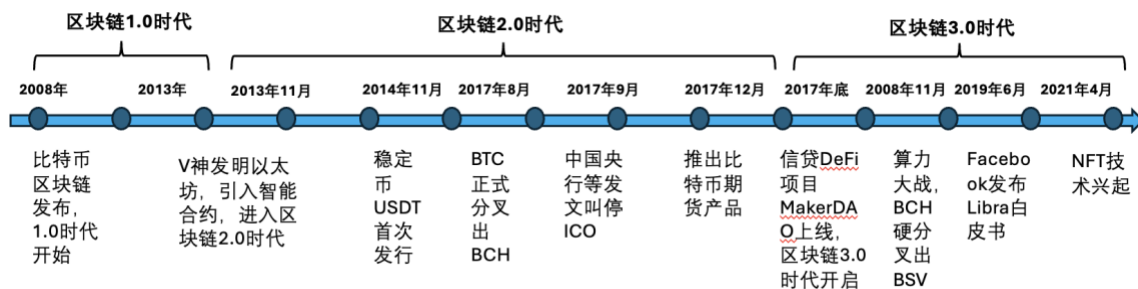 区块链1.0时代
区块链2.0时代
区块链3.0时代
2008年
2013年
2013年11月
2014年11月
2017年8月
2017年9月
2017年12月
2017年底
2008年11月
2019年6月
2021年4月
比特币
区块链
发布,
1.0时代
开始
V神发明以太
坊，引入智能
合约，进入区
块链2.0时代
稳定
币
USDT
首次
发行
BTC
正式
分叉
出
BCH
中国央
行等发
文叫停
ICO
推出比
特币期
货产品
信贷DeFi
项目
MakerDA
O上线，
区块链3.0
时代开启
算力
大战,
BCH
硬分
叉出
BSV
Facebo
ok发布
Libra白
皮书
NFT技
术兴起